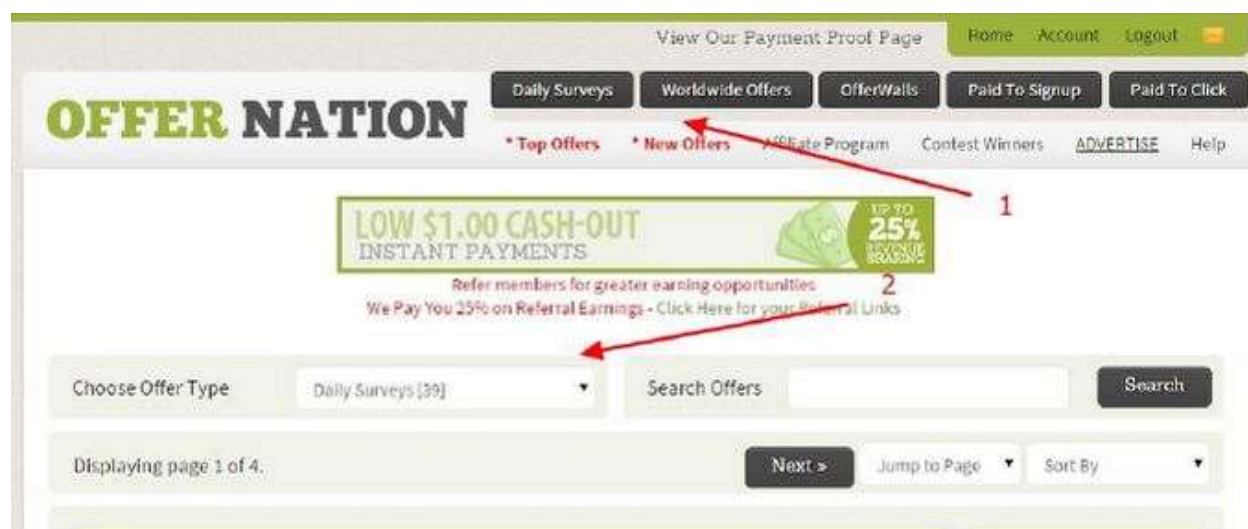 View Our Payment Proof Page Home Account Logout
OFFER NATION
Daily Surveys Worldwide Offers OfferWalls Paid To Signup Paid To Click
* Top Offers * New Offers Affiliate Program Contest Winners ADVERTISE Help
1
LOW $1.00 CASH-OUT
INSTANT PAYMENTS
UP TO
25%
REVENUE
SHARING
Refer members for greater earning opportunities
2
We Pay You 25% on Referral Earnings - Click Here for your Referral Links
Choose Offer Type Daily Surveys [39] Search Offers Search
Displaying page 1 of 4. Next » Jump to Page Sort By